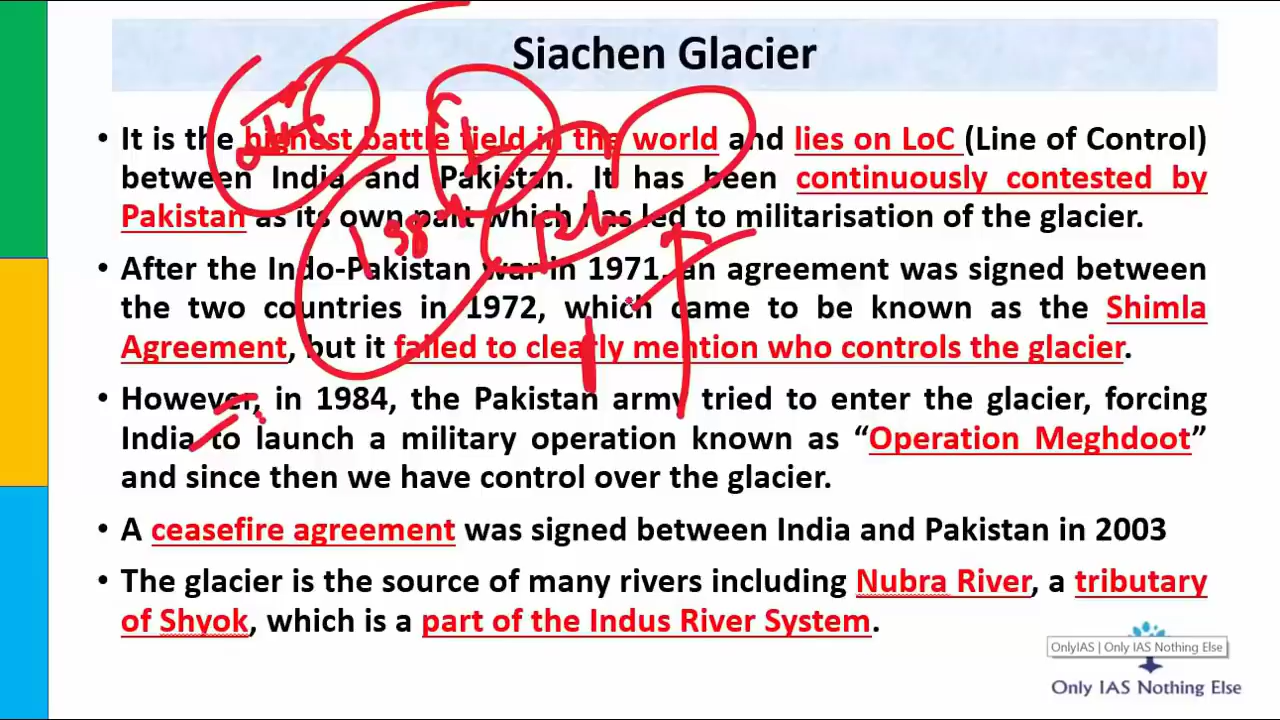 Siachen Glacier
• It is the highest battle field in the world and lies on LoC (Line of Control)
between India and Pakistan. It has been continuously contested by
Pakistan as its own part which has led to militarisation of the glacier.
• After the Indo-Pakistan war in 1971, an agreement was signed between
the two countries in 1972, which came to be known as the Shimla
Agreement, but it failed to clearly mention who controls the glacier.
• However, in 1984, the Pakistan army tried to enter the glacier, forcing
India to launch a military operation known as “Operation Meghdoot”
and since then we have control over the glacier.
• A ceasefire agreement was signed between India and Pakistan in 2003
• The glacier is the source of many rivers including Nubra River, a tributary
of Shyok, which is a part of the Indus River System.
OnlyIAS | Only IAS Nothing Else
Only IAS Nothing Else